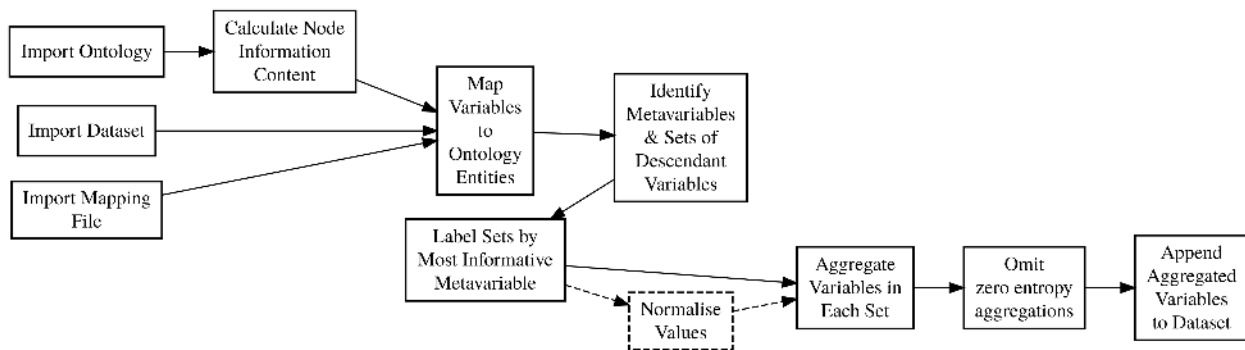 Import Ontology
Calculate Node
Information
Content
Import Dataset
Import Mapping
File
Map
Variables
to
Ontology
Entities
Identify
Metavariables
& Sets of
Descendant
Variables
Label Sets by
Most Informative
Metavariable
Normalise
Values
Aggregate
Variables in
Each Set
Omit
zero entropy
aggregations
Append
Aggregated
Variables
to Dataset